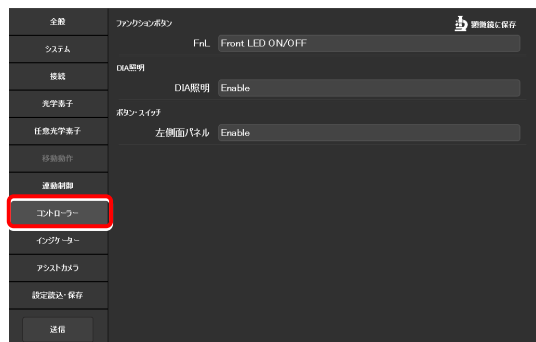 全般
システム
接続
光学素子
任意光学素子
移動動作
連動制御
コントローラー
インジケーター
アシストカメラ
設定読込・保存
送信
ファンクションボタン
顕微鏡に保存
FnL Front LED ON/OFF
DIA照明
DIA照明 Enable
ボタン・スイッチ
左側面パネル Enable